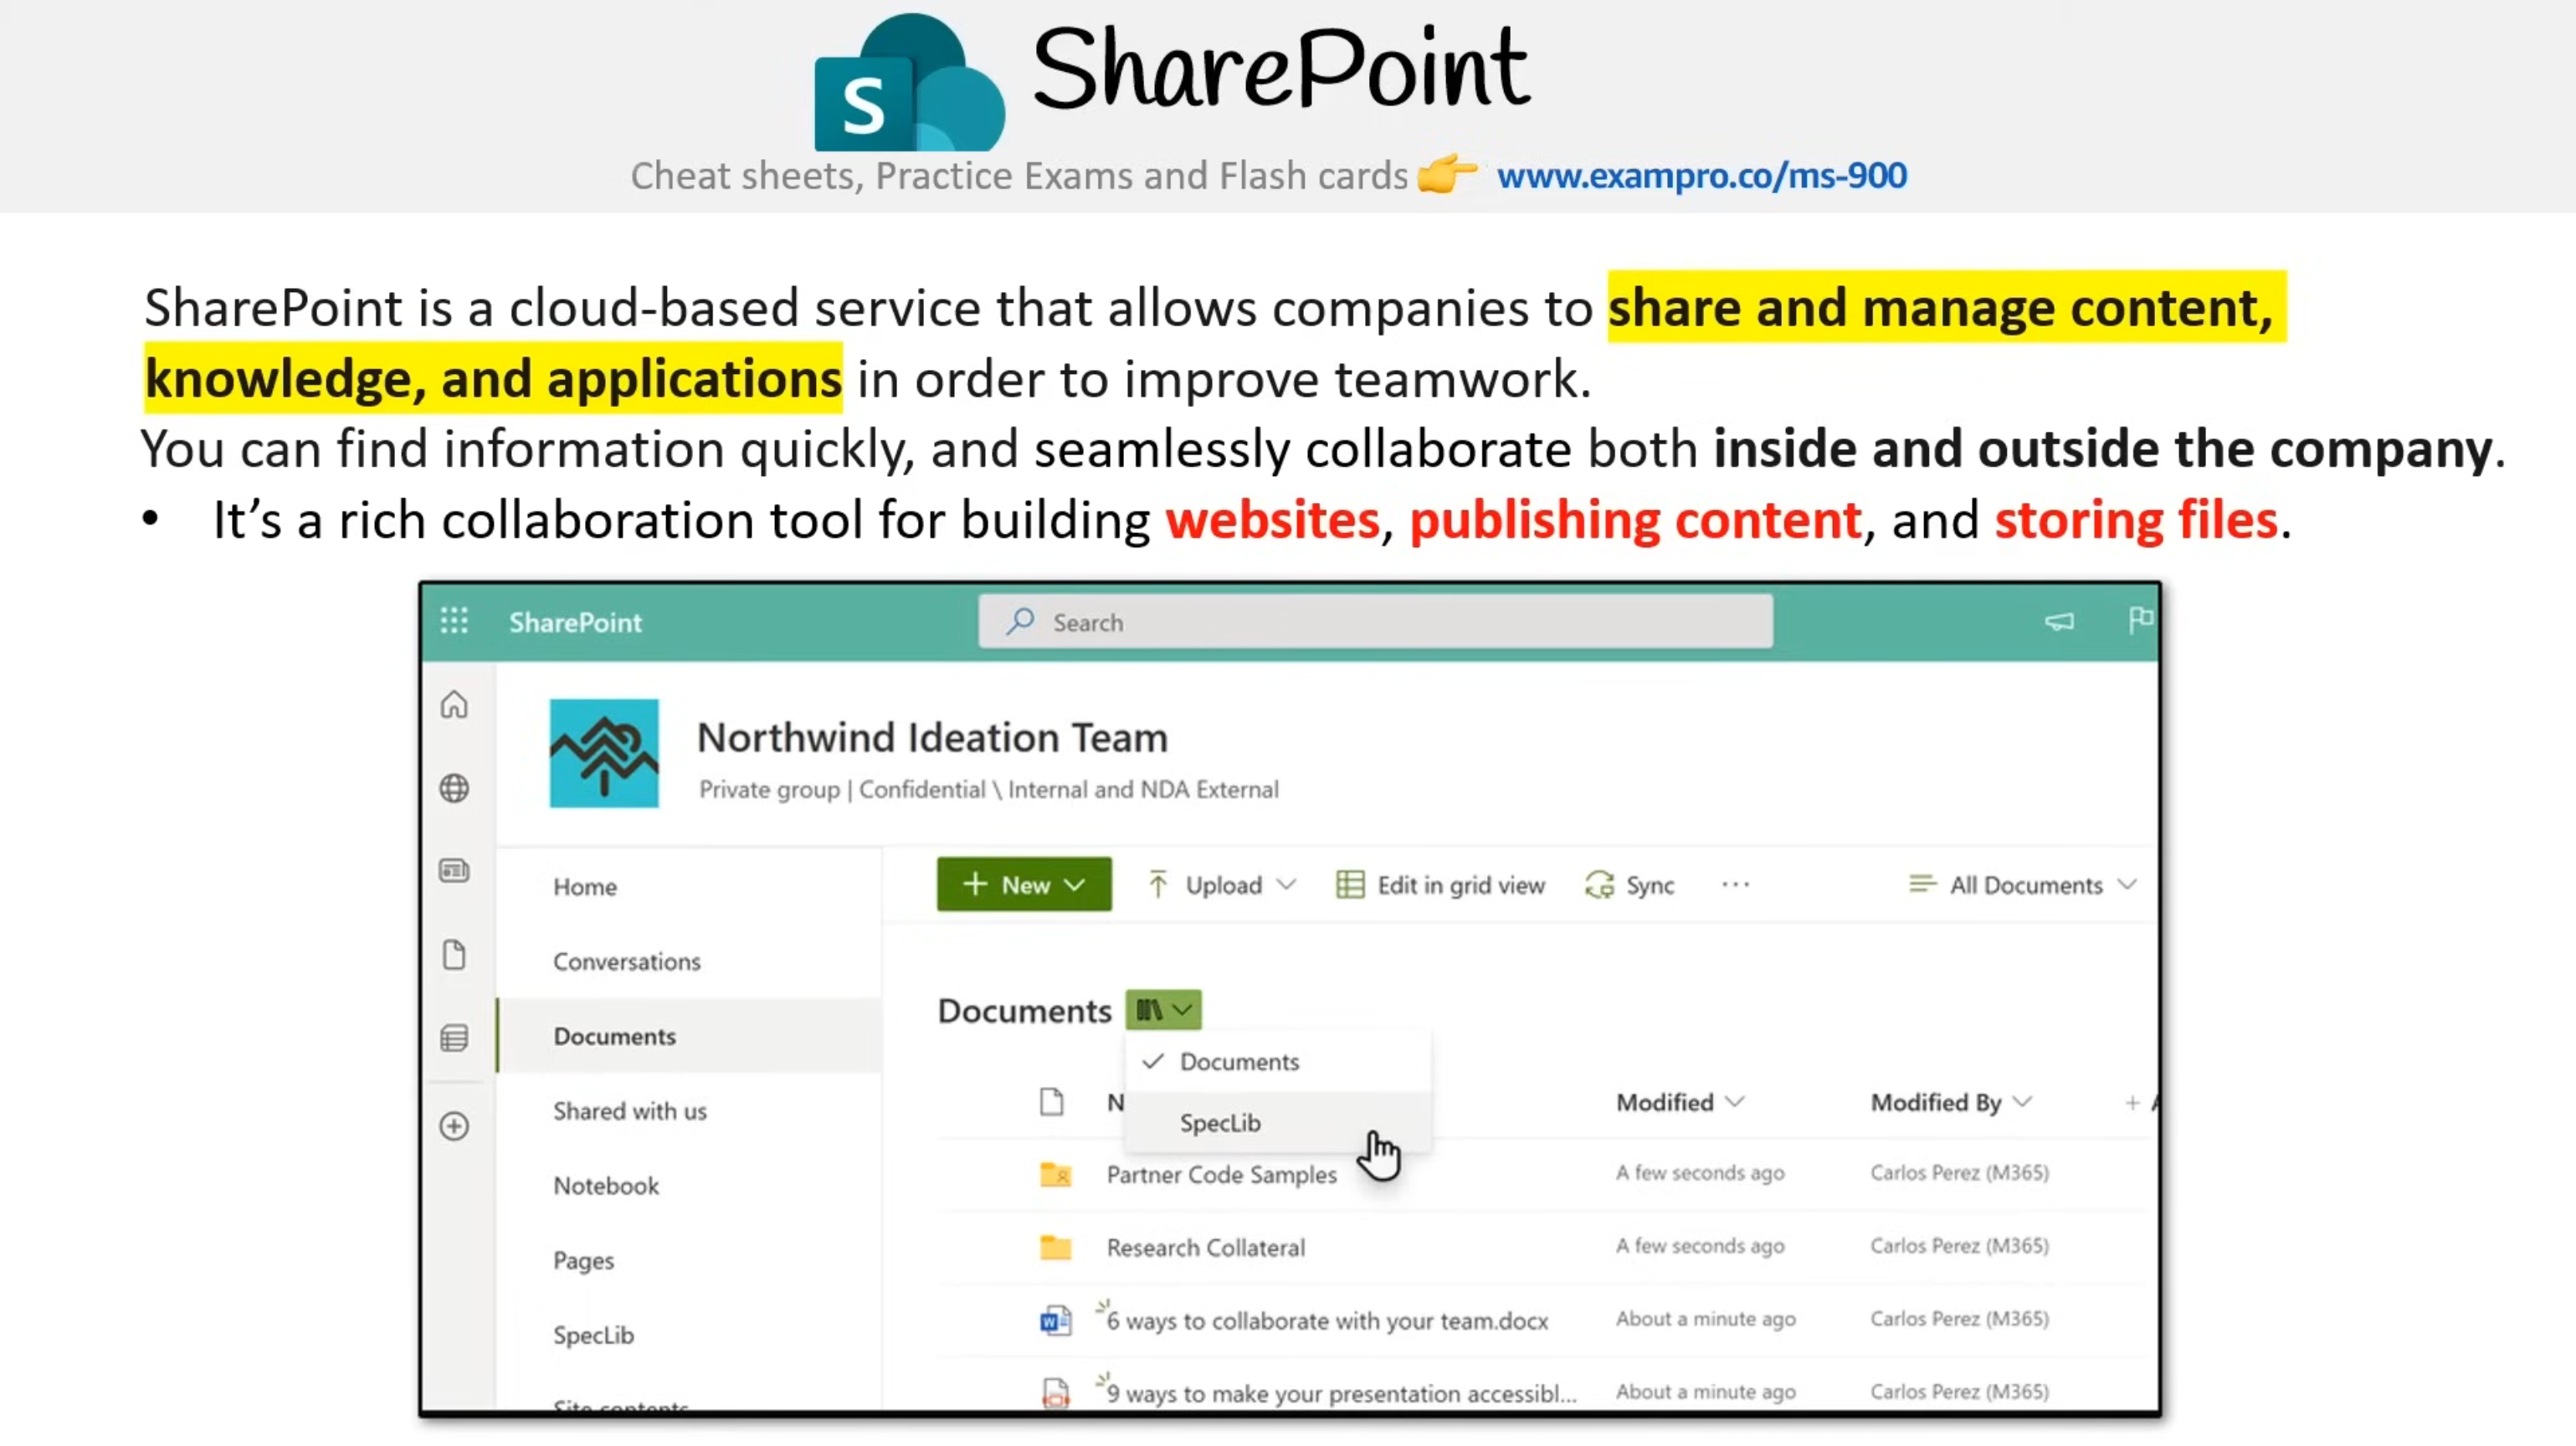 S
SharePoint
Cheat sheets, Practice Exams and Flash cards www.exampro.co/ms-900
SharePoint is a cloud-based service that allows companies to share and manage content,
knowledge, and applications in order to improve teamwork.
You can find information quickly, and seamlessly collaborate both inside and outside the company.
• It’s a rich collaboration tool for building websites, publishing content, and storing files.
SharePoint
Search
Northwind Ideation Team
Private group | Confidential \ Internal and NDA External
Home
Conversations
Documents
Shared with us
Notebook
Pages
SpecLib
Site contents
+ New
Upload
Edit in grid view
Sync
...
All Documents
Documents
Documents
SpecLib
N
Modified
Modified By
+
Partner Code Samples
A few seconds ago
Carlos Perez (M365)
Research Collateral
A few seconds ago
Carlos Perez (M365)
6 ways to collaborate with your team.docx
About a minute ago
Carlos Perez (M365)
9 ways to make your presentation accessibl...
About a minute ago
Carlos Perez (M365)